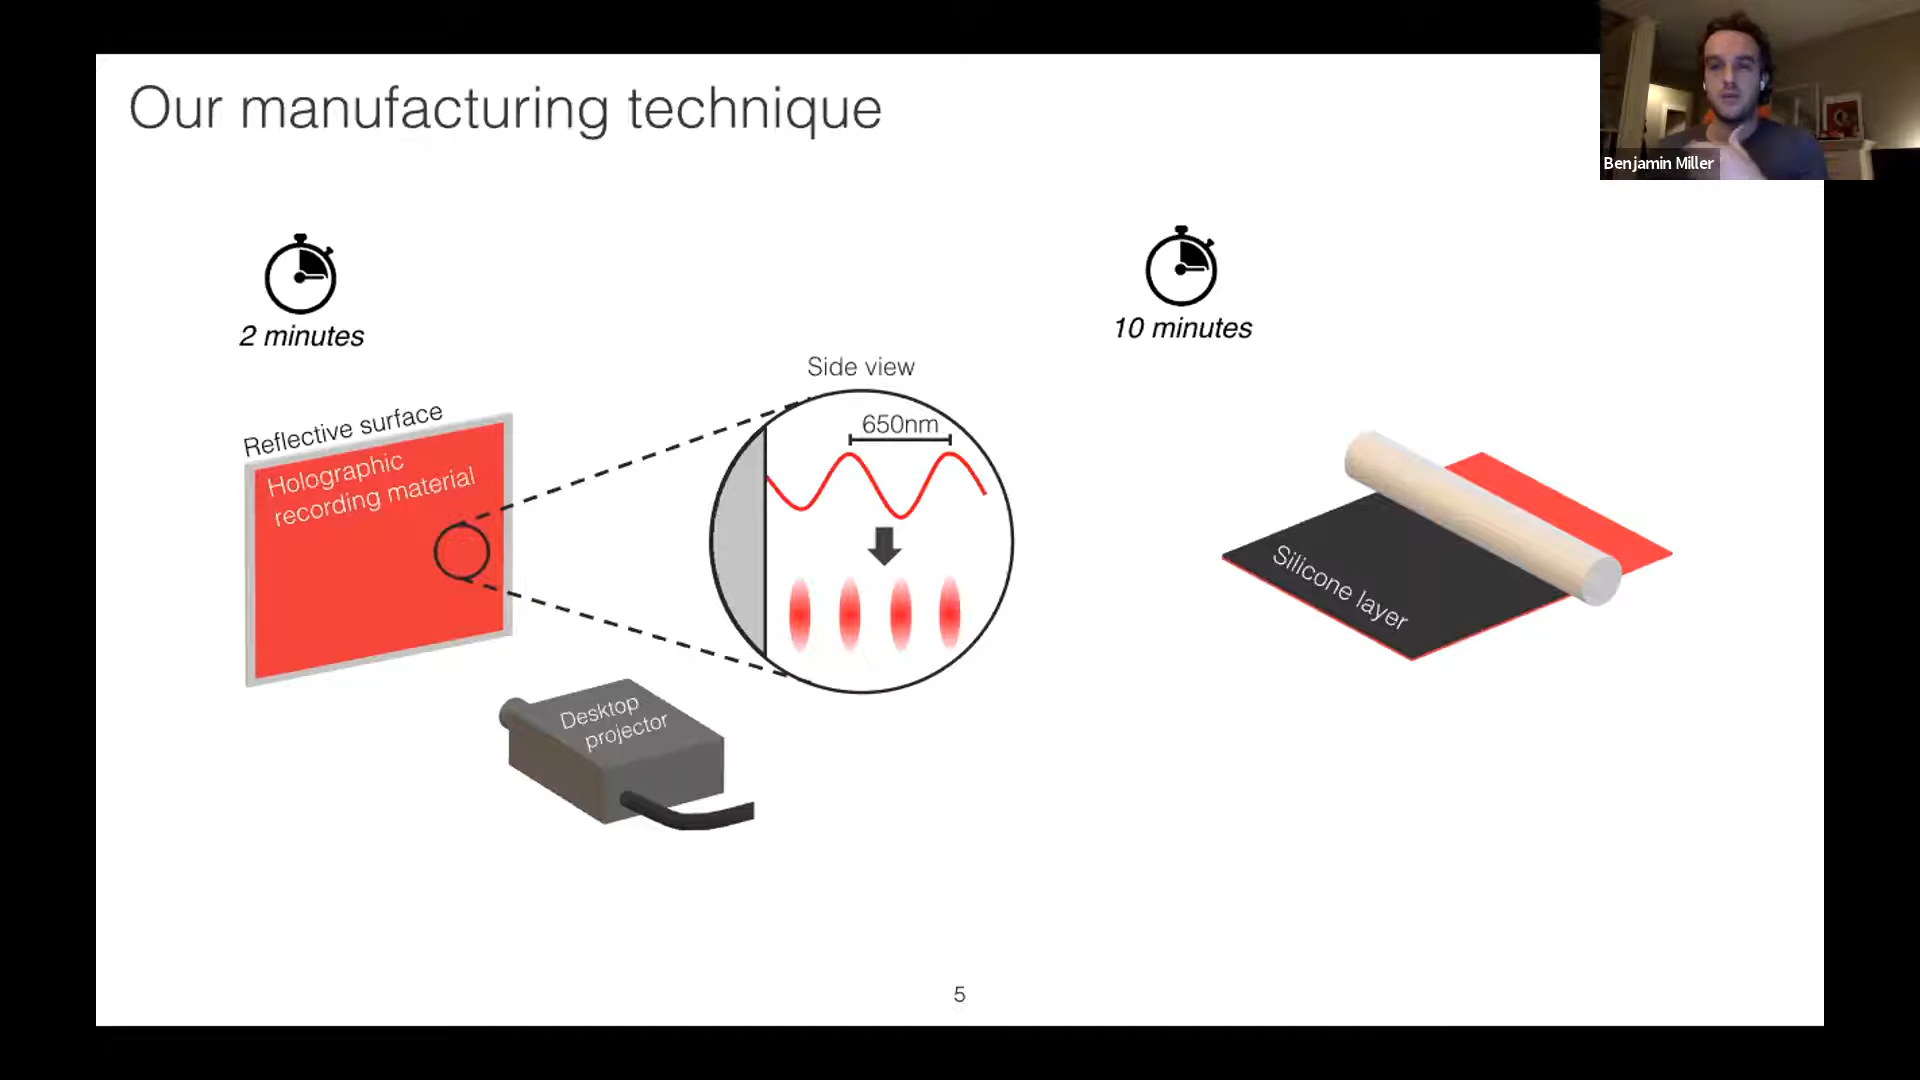 Our manufacturing technique
Benjamin Miller
2 minutes
10 minutes
Side view
650nm
Reflective surface
Holographic
recording material
Silicone layer
Desktop
projector
5